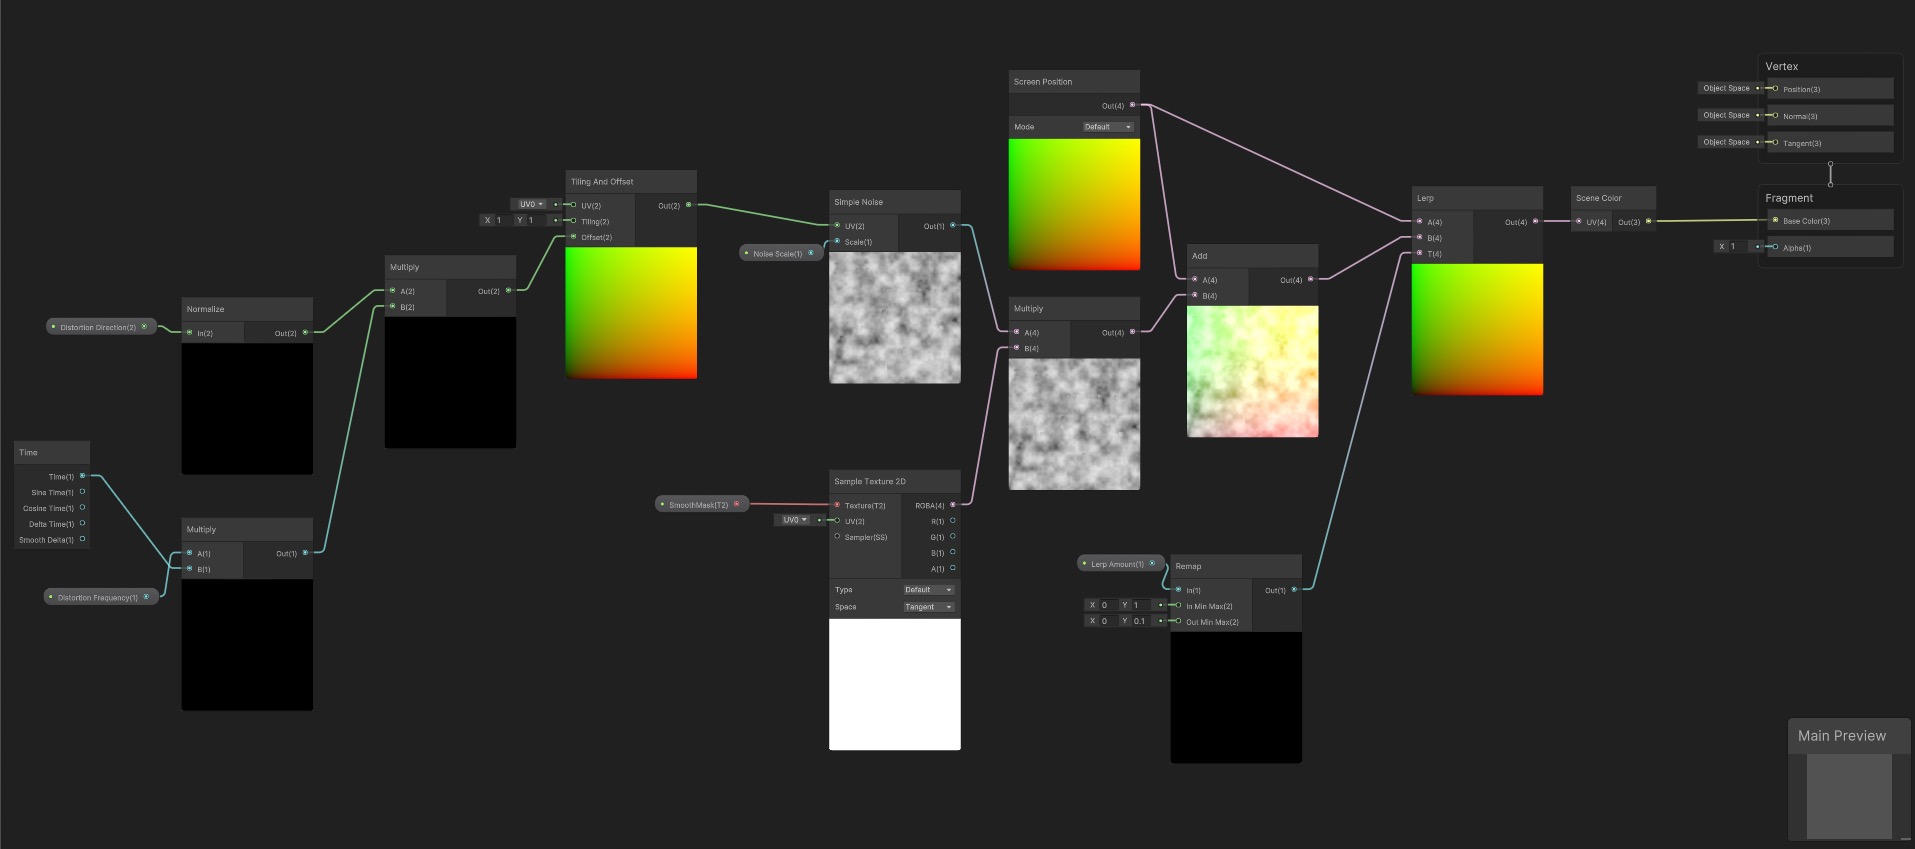 Distortion Direction(2)
Normalize
In(2) Out(2)
Time
Time(1)
Sine Time(1)
Cosine Time(1)
Delta Time(1)
Smooth Delta(1)
Multiply
A(1) Out(1)
B(1)
Distortion Frequency(1)
Multiply
A(2) Out(2)
B(2)
Tiling And Offset
UV0 UV(2) Out(2)
X 1 Y 1 Tiling(2)
Offset(2)
Simple Noise
UV(2) Out(1)
Noise Scale(1) Scale(1)
Sample Texture 2D
SmoothMask(T2) Texture(T2) RGBA(4)
UV0 UV(2) R(1)
Sampler(SS) G(1)
B(1)
A(1)
Type Default
Space Tangent
Screen Position
Out(4)
Mode Default
Multiply
A(4) Out(4)
B(4)
Add
A(4) Out(4)
B(4)
Lerp Amount(1)
Remap
In(1) Out(1)
X 0 Y 1 In Min Max(2)
X 0 Y 0.1 Out Min Max(2)
Lerp
A(4) Out(4)
B(4)
T(4)
Scene Color
UV(4) Out(3)
Vertex
Object Space Position(3)
Object Space Normal(3)
Object Space Tangent(3)
Fragment
Base Color(3)
X 1 Alpha(1)
Main Preview